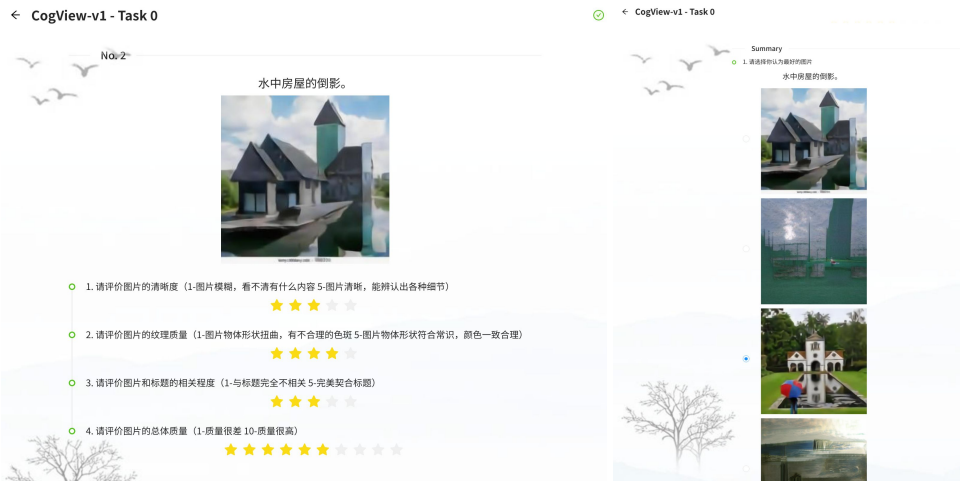 CogView-v1 - Task 0
No. 2
水中房屋的倒影。
1. 请评价图片的清晰度（1-图片模糊，看不清有什么内容 5-图片清晰，能辨认出各种细节）
2. 请评价图片的纹理质量（1-图片物体形状扭曲，有不合理的色斑 5-图片物体形状符合常识，颜色一致合理）
3. 请评价图片和标题的相关程度（1-与标题完全不相关 5-完美契合标题）
4. 请评价图片的总体质量（1-质量很差 10-质量很高）
CogView-v1 - Task 0
Summary
1. 请选择你认为最好的图片
水中房屋的倒影。